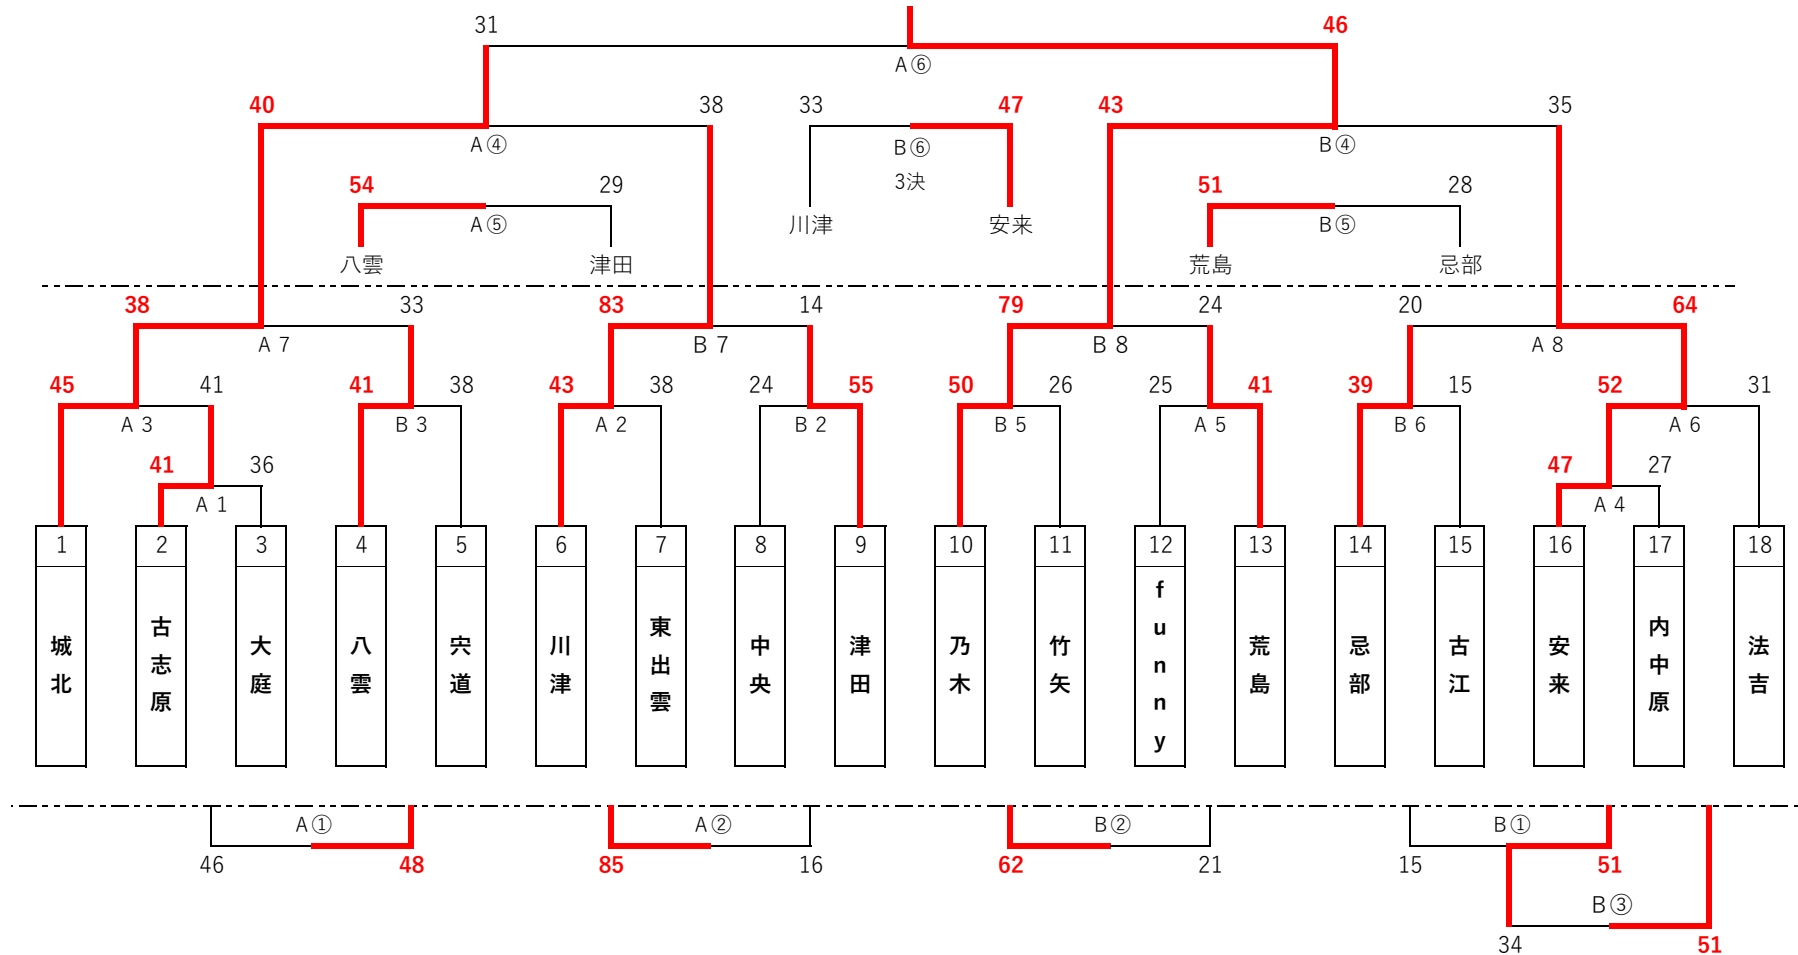 31 46
A⑥
40 38 33 47 43 35
A④ B⑥ B④
3決
54 29 51 28
A⑤ 川津 安来 B⑤
八雲 津田 荒島 忌部
38 33 83 14 79 24 20 64
A 7 B 7 B 8 A 8
45 41 41 38 43 38 24 55 50 26 25 41 39 15 52 31
A 3 B 3 A 2 B 2 B 5 A 5 B 6 A 6
41 36 47 27
A 1 A 4
1 2 3 4 5 6 7 8 9 10 11 12 13 14 15 16 17 18
城北
古志原
大庭
八雲
宍道
川津
東出雲
中央
津田
乃木
竹矢
funny
荒島
忌部
古江
安来
内中原
法吉
A① A② B② B①
46 48 85 16 62 21 15 51
B③
34 51